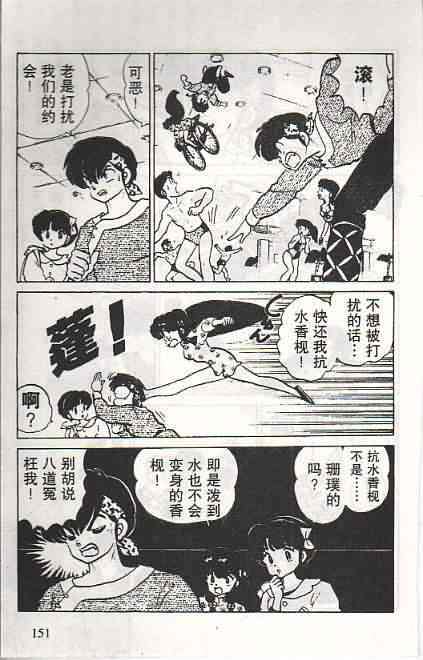 滚！
可恶！
老是打扰
我们的约
会！
不想被打
扰的话…
快还我抗
水香枧
蓬！
啊？
抗水香枧
不是……
珊璞的
吗？
即是泼到
水也不会
变身的香
枧！
别胡说
八道冤
枉我！
151